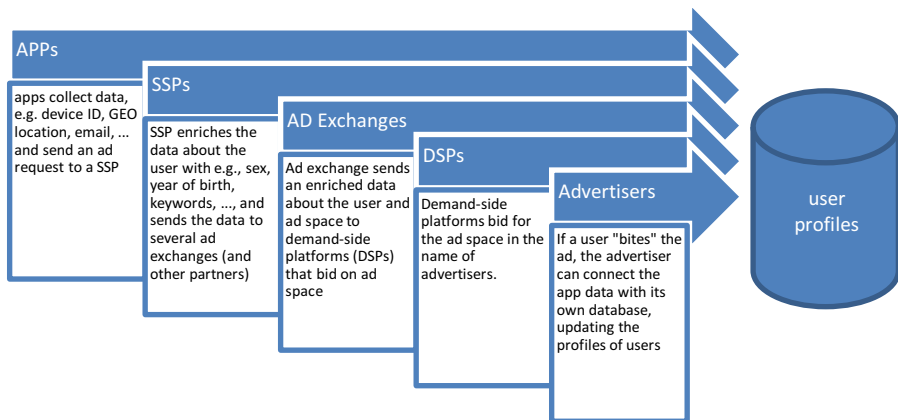 APPs
apps collect data,
e.g. device ID, GEO
location, email, ...
and send an ad
request to a SSP
SSPs
SSP enriches the
data about the
user with e.g., sex,
year of birth,
keywords, ..., and
sends the data to
several ad
exchanges (and
other partners)
AD Exchanges
Ad exchange sends
an enriched data
about the user and
ad space to
demand-side
platforms (DSPs)
that bid on ad
space
DSPs
Demand-side
platforms bid for
the ad space in the
name of
advertisers.
Advertisers
If a user "bites" the
ad, the advertiser
can connect the
app data with its
own database,
updating the
profiles of users
user
profiles